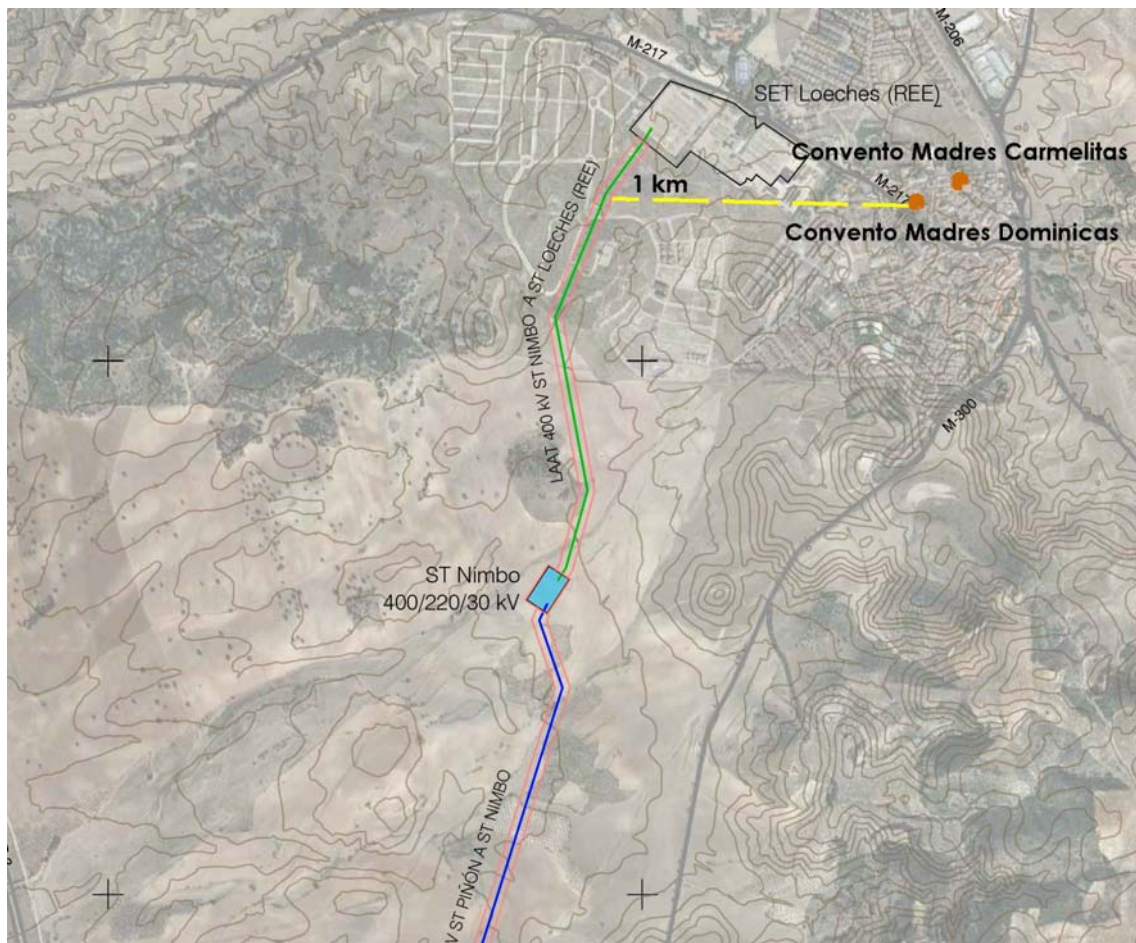 M-217
M-206
SET Loeches (REE)
Convento Madres Carmelitas
1 km
M-217
Convento Madres Dominicas
LAAT 400 kV ST NIMBO A ST LOECHES (REE)
M-300
ST Nimbo
400/220/30 kV
V ST PIÑÓN A ST NIMBO